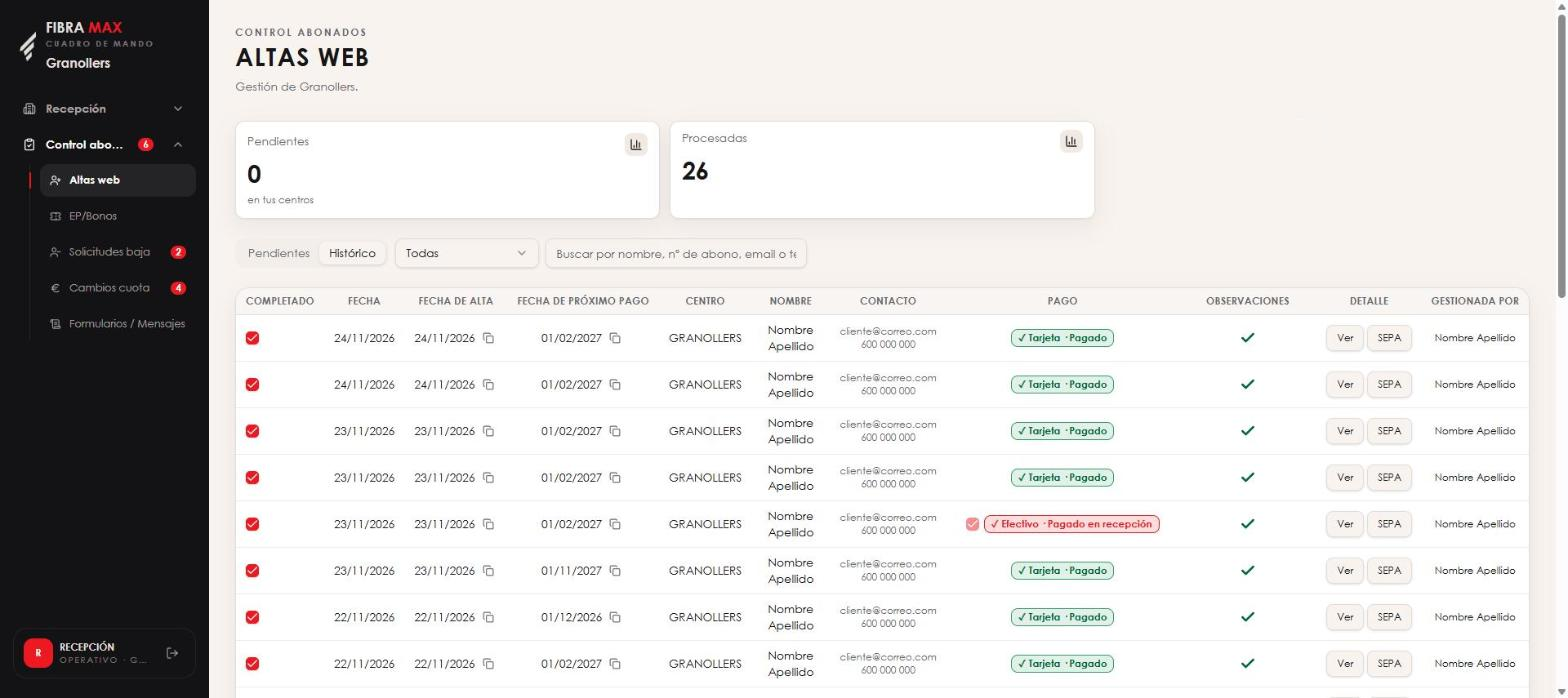 FIBRA MAX
CUADRO DE MANDO
Granollers
Recepción
Control abo... 6
Altas web
EP/Bonos
Solicitudes baja 2
Cambios cuota 4
Formularios / Mensajes
R RECEPCIÓN
OPERATIVO · G...
CONTROL ABONADOS
ALTAS WEB
Gestión de Granollers.
Pendientes
0
en tus centros
Procesadas
26
Pendientes Histórico Todas Buscar por nombre, nº de abono, email o te
COMPLETADO FECHA FECHA DE ALTA FECHA DE PRÓXIMO PAGO CENTRO NOMBRE CONTACTO PAGO OBSERVACIONES DETALLE GESTIONADA POR
24/11/2026 24/11/2026 01/02/2027 GRANOLLERS Nombre Apellido cliente@correo.com 600 000 000 ✓ Tarjeta · Pagado Ver SEPA Nombre Apellido
24/11/2026 24/11/2026 01/02/2027 GRANOLLERS Nombre Apellido cliente@correo.com 600 000 000 ✓ Tarjeta · Pagado Ver SEPA Nombre Apellido
23/11/2026 23/11/2026 01/02/2027 GRANOLLERS Nombre Apellido cliente@correo.com 600 000 000 ✓ Tarjeta · Pagado Ver SEPA Nombre Apellido
23/11/2026 23/11/2026 01/02/2027 GRANOLLERS Nombre Apellido cliente@correo.com 600 000 000 ✓ Tarjeta · Pagado Ver SEPA Nombre Apellido
23/11/2026 23/11/2026 01/02/2027 GRANOLLERS Nombre Apellido cliente@correo.com 600 000 000 ✓ Efectivo · Pagado en recepción Ver SEPA Nombre Apellido
23/11/2026 23/11/2026 01/11/2027 GRANOLLERS Nombre Apellido cliente@correo.com 600 000 000 ✓ Tarjeta · Pagado Ver SEPA Nombre Apellido
22/11/2026 22/11/2026 01/12/2026 GRANOLLERS Nombre Apellido cliente@correo.com 600 000 000 ✓ Tarjeta · Pagado Ver SEPA Nombre Apellido
22/11/2026 22/11/2026 01/02/2027 GRANOLLERS Nombre Apellido cliente@correo.com 600 000 000 ✓ Tarjeta · Pagado Ver SEPA Nombre Apellido